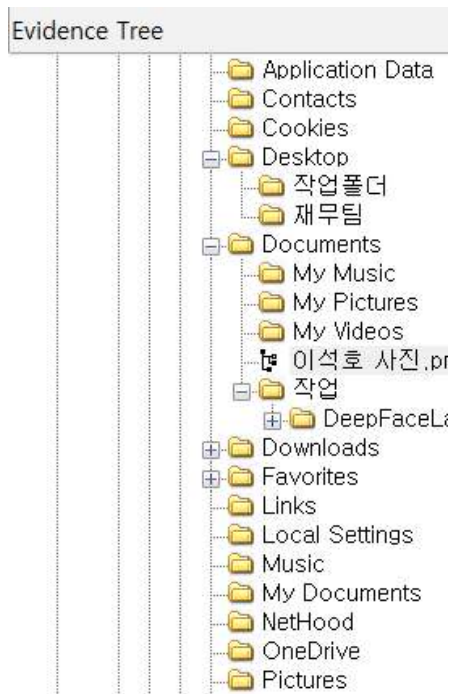 Evidence Tree
Application Data
Contacts
Cookies
Desktop
작업폴더
재무팀
Documents
My Music
My Pictures
My Videos
이석호 사진.pr
작업
DeepFaceLa
Downloads
Favorites
Links
Local Settings
Music
My Documents
NetHood
OneDrive
Pictures